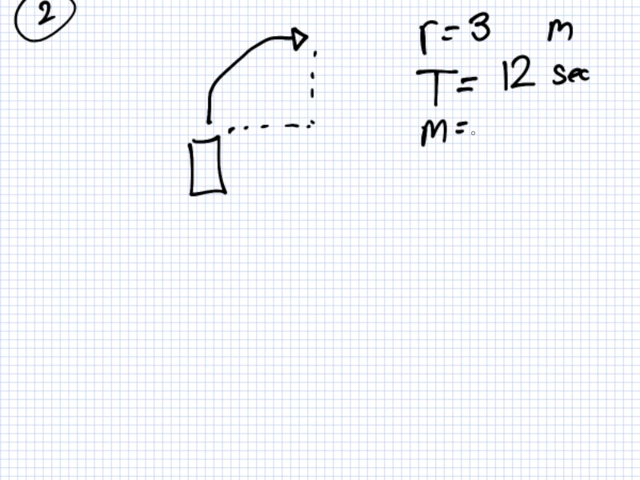 2
r = 3 m
T = 12 sec
m =